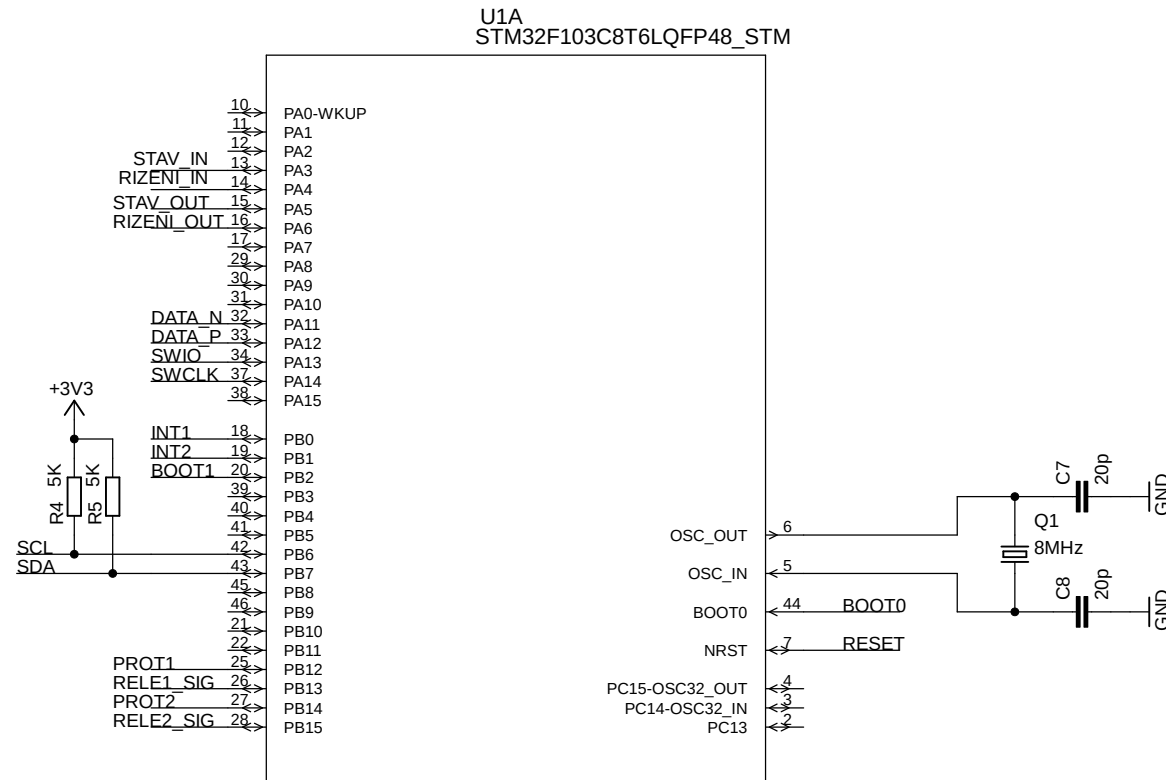 U1A
STM32F103C8T6LQFP48_STM
10 PA0-WKUP
11 PA1
12 PA2
STAV_IN 13 PA3
RIZENI_IN 14 PA4
STAV_OUT 15 PA5
RIZENI_OUT 16 PA6
17 PA7
29 PA8
30 PA9
31 PA10
DATA_N 32 PA11
DATA_P 33 PA12
SWIO 34 PA13
SWCLK 37 PA14
38 PA15
+3V3
INT1 18 PB0
INT2 19 PB1
BOOT1 20 PB2
39 PB3
40 PB4
41 PB5
SCL 42 PB6
SDA 43 PB7
45 PB8
46 PB9
21 PB10
22 PB11
PROT1 25 PB12
RELE1_SIG 26 PB13
PROT2 27 PB14
RELE2_SIG 28 PB15
R4 5K
R5 5K
OSC_OUT 6
OSC_IN 5
BOOT0 44 BOOT0
NRST 7 RESET
PC15-OSC32_OUT 4
PC14-OSC32_IN 3
PC13 2
C7 20p
GND
Q1
8MHz
C8 20p
GND